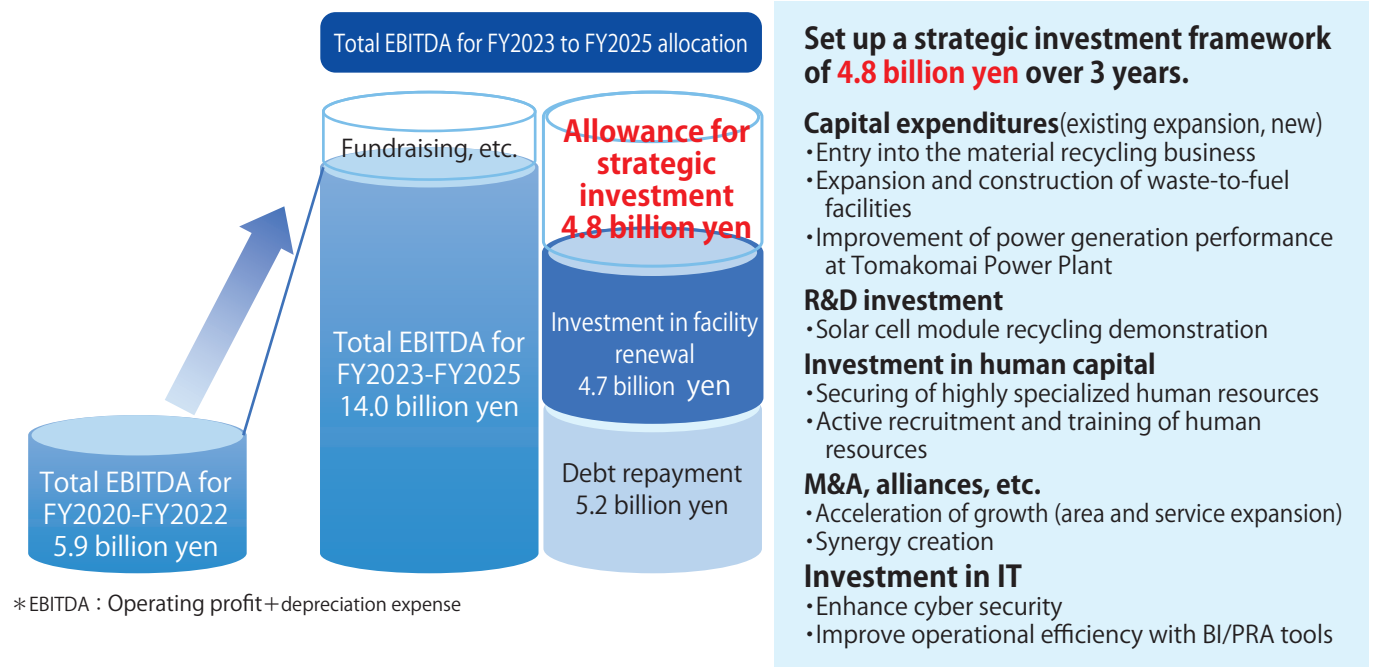 Total EBITDA for FY2023 to FY2025 allocation
Fundraising, etc.
Total EBITDA for
FY2023-FY2025
14.0 billion yen
Allowance for
strategic
investment
4.8 billion yen
Investment in facility
renewal
4.7 billion yen
Debt repayment
5.2 billion yen
Total EBITDA for
FY2020-FY2022
5.9 billion yen
＊EBITDA：Operating profit＋depreciation expense
Set up a strategic investment framework
of 4.8 billion yen over 3 years.
Capital expenditures(existing expansion, new)
・Entry into the material recycling business
・Expansion and construction of waste-to-fuel
facilities
・Improvement of power generation performance
at Tomakomai Power Plant
R&D investment
・Solar cell module recycling demonstration
Investment in human capital
・Securing of highly specialized human resources
・Active recruitment and training of human
resources
M&A, alliances, etc.
・Acceleration of growth (area and service expansion)
・Synergy creation
Investment in IT
・Enhance cyber security
・Improve operational efficiency with BI/PRA tools